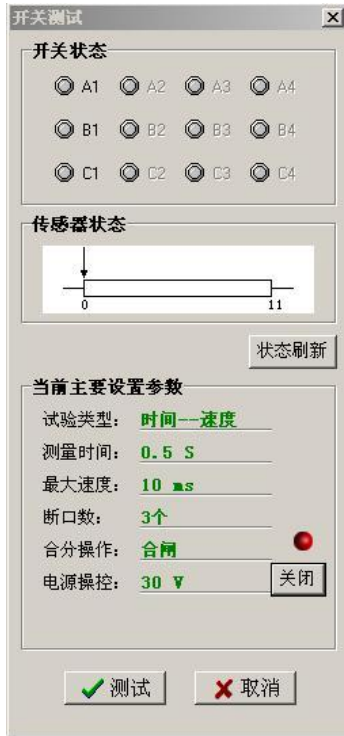 开关测试
开关状态
A1 A2 A3 A4
B1 B2 B3 B4
C1 C2 C3 C4
传感器状态
0 11
状态刷新
当前主要设置参数
试验类型: 时间--速度
测量时间: 0.5 S
最大速度: 10 ms
断口数: 3个
合分操作: 合闸
电源操控: 30 V 关闭
测试 取消